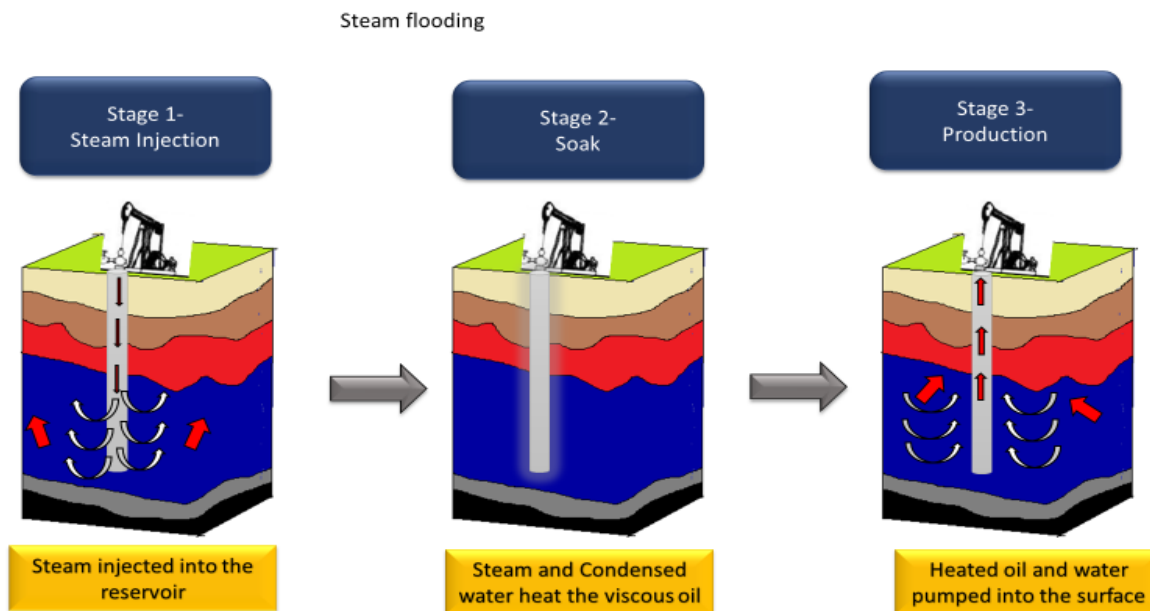 Steam flooding
Stage 1-
Steam Injection
Stage 2-
Soak
Stage 3-
Production
Steam injected into the
reservoir
Steam and Condensed
water heat the viscous oil
Heated oil and water
pumped into the surface